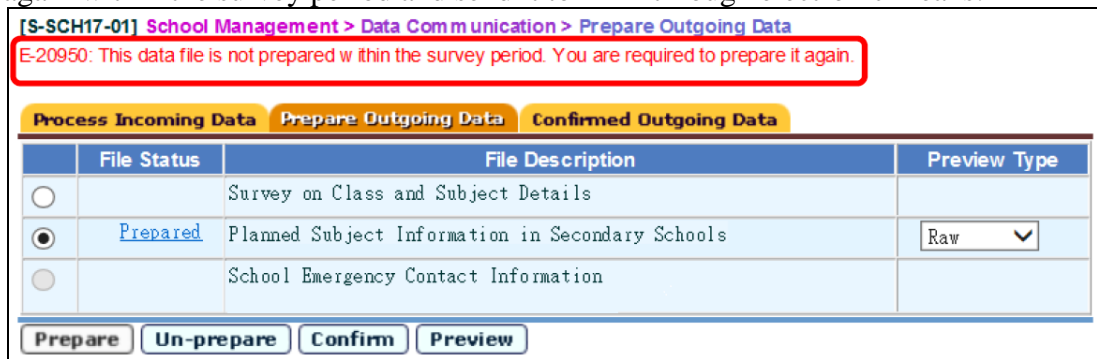 [S-SCH17-01] School Management > Data Communication > Prepare Outgoing Data
E-20950: This data file is not prepared w ithin the survey period. You are required to prepare it again.
Process Incoming Data Prepare Outgoing Data Confirmed Outgoing Data
File Status File Description Preview Type
Survey on Class and Subject Details
Prepared Planned Subject Information in Secondary Schools Raw
School Emergency Contact Information
Prepare Un-prepare Confirm Preview